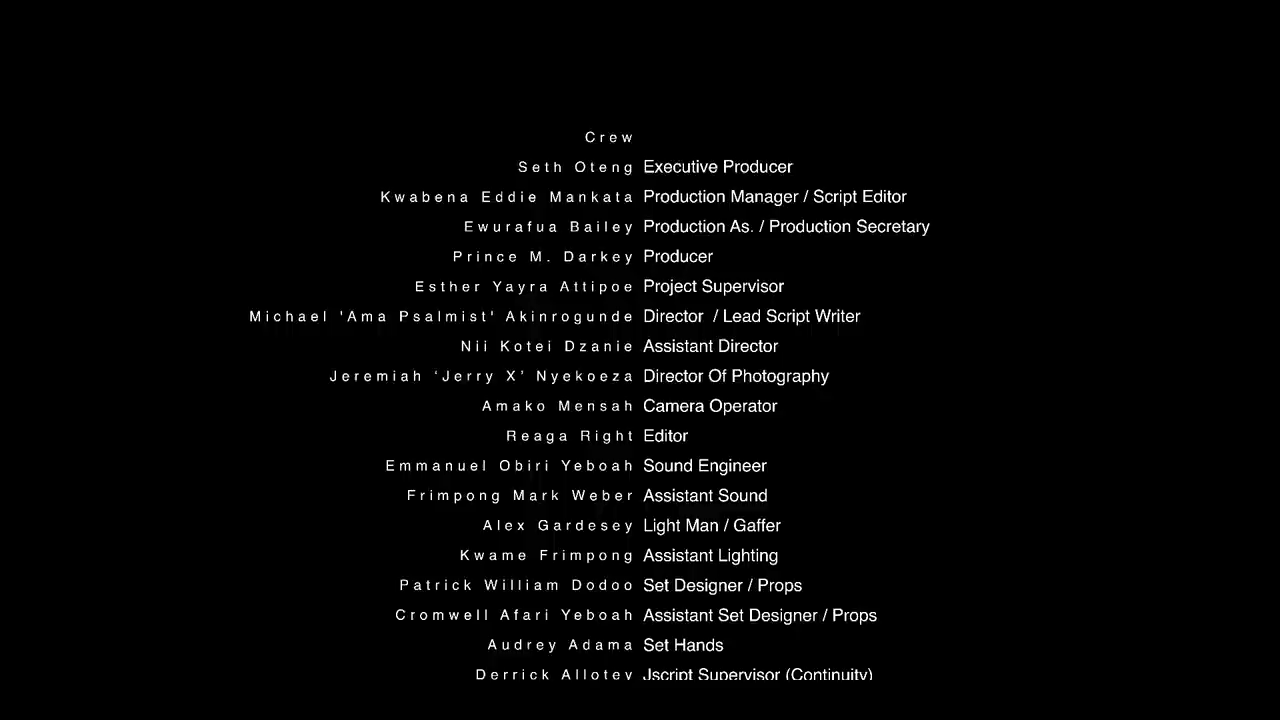 Crew
Seth Oteng Executive Producer
Kwabena Eddie Mankata Production Manager / Script Editor
Ewurafua Bailey Production As. / Production Secretary
Prince M. Darkey Producer
Esther Yayra Attipoe Project Supervisor
Michael 'Ama Psalmist' Akinrogunde Director / Lead Script Writer
Nii Kotei Dzanie Assistant Director
Jeremiah ‘Jerry X’ Nyekoeza Director Of Photography
Amako Mensah Camera Operator
Reaga Right Editor
Emmanuel Obiri Yeboah Sound Engineer
Frimpong Mark Weber Assistant Sound
Alex Gardesey Light Man / Gaffer
Kwame Frimpong Assistant Lighting
Patrick William Dodoo Set Designer / Props
Cromwell Afari Yeboah Assistant Set Designer / Props
Audrey Adama Set Hands
Derrick Allotey Jscript Supervisor (Continuity)